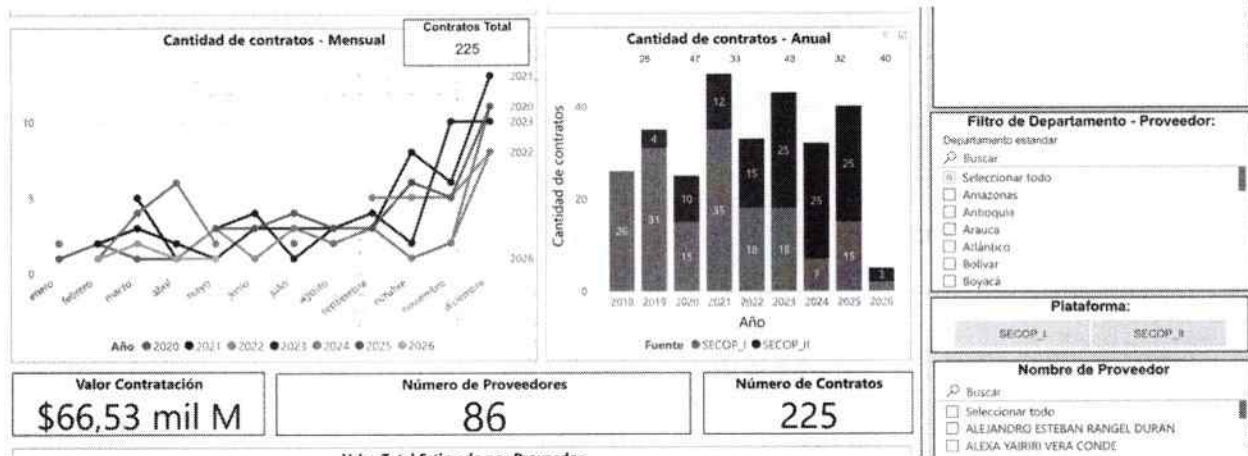 Contratos Total
225
Cantidad de contratos - Mensual
10
5
0
2021
2020
2023
2022
2026
enero febrero marzo abril mayo junio julio agosto septiembre octubre noviembre diciembre
Año 2020 2021 2022 2023 2024 2025 2026
Cantidad de contratos - Anual
25 47 33 43 32 40
Cantidad de contratos
40
20
0
26
4
31
10
15
12
35
15
18
25
18
25
7
25
15
3
2018 2019 2020 2021 2022 2023 2024 2025 2026
Año
Fuente SECOP_I SECOP_II
Filtro de Departamento - Proveedor:
Departamento estandar
Buscar
Seleccionar todo
Amazonas
Antioquia
Arauca
Atlántico
Bolívar
Boyacá
Plataforma:
SECOP_I SECOP_II
Nombre de Proveedor
Buscar
Seleccionar todo
ALEJANDRO ESTEBAN RANGEL DURAN
ALEXA YAIRIRI VERA CONDE
Valor Contratación
$66,53 mil M
Número de Proveedores
86
Número de Contratos
225